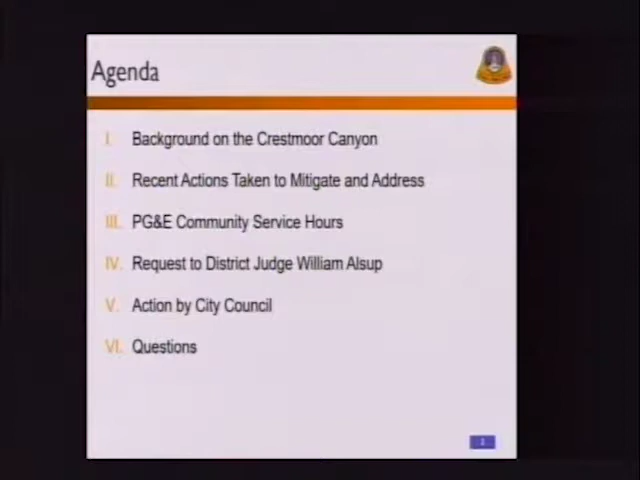 Agenda
I. Background on the Crestmoor Canyon
II. Recent Actions Taken to Mitigate and Address
III. PG&E Community Service Hours
IV. Request to District Judge William Alsup
V. Action by City Council
VI. Questions